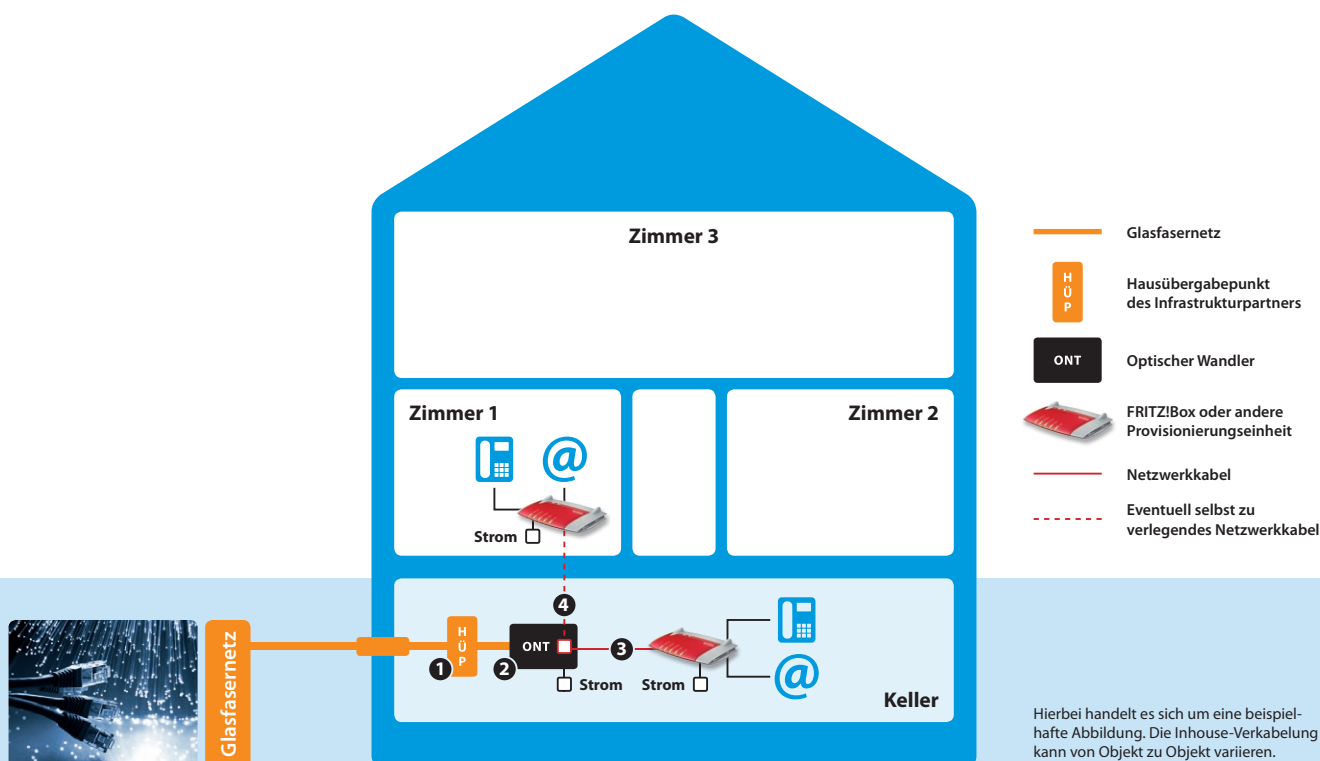 Zimmer 3
Zimmer 1
Zimmer 2
@
Strom
4
Glasfasernetz
HÜP
1
ONT
2
3
@
Strom
Strom
Keller
Glasfasernetz
HÜP
Hausübergabepunkt
des Infrastrukturpartners
ONT
Optischer Wandler
FRITZ!Box oder andere
Provisionierungseinheit
Netzwerkkabel
Eventuell selbst zu
verlegendes Netzwerkkabel
Hierbei handelt es sich um eine beispiel-
hafte Abbildung. Die Inhouse-Verkabelung
kann von Objekt zu Objekt variieren.